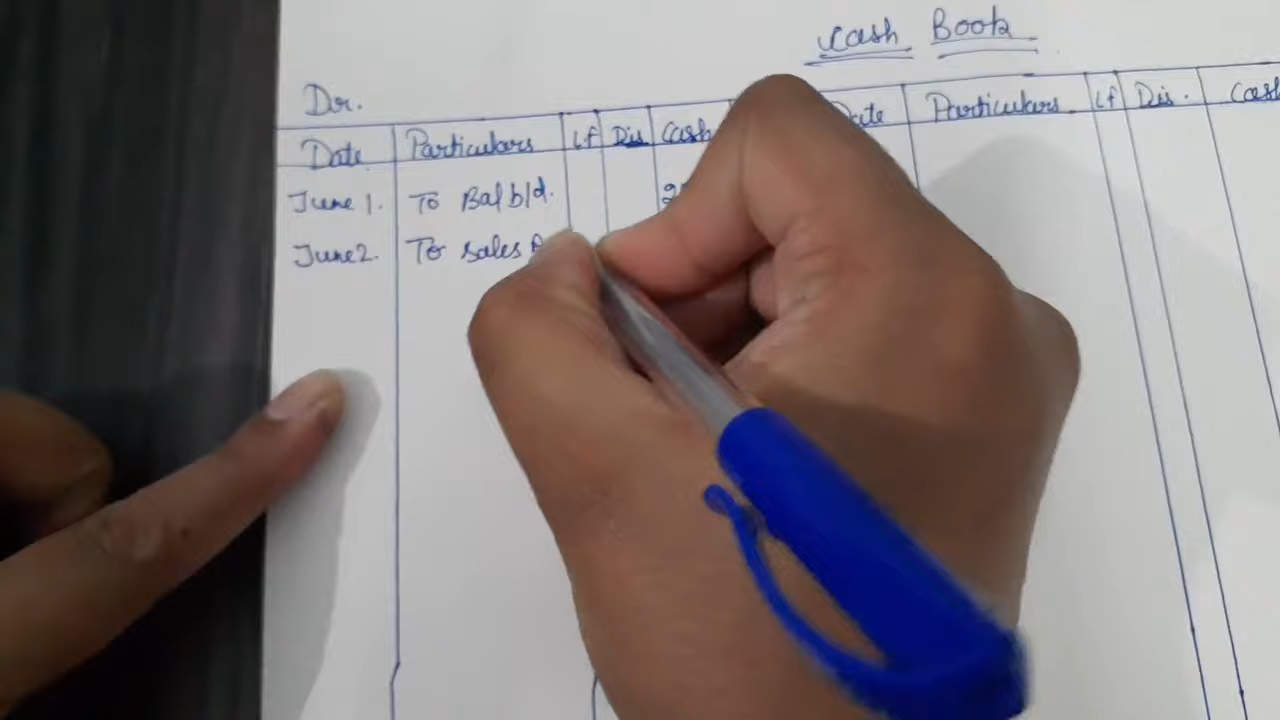 Cash Book
Dr.
Date Particulars Lf Dis Cash Date Particulars Lf Dis. Cash
June 1. To Bal b/d.
June 2. To sales